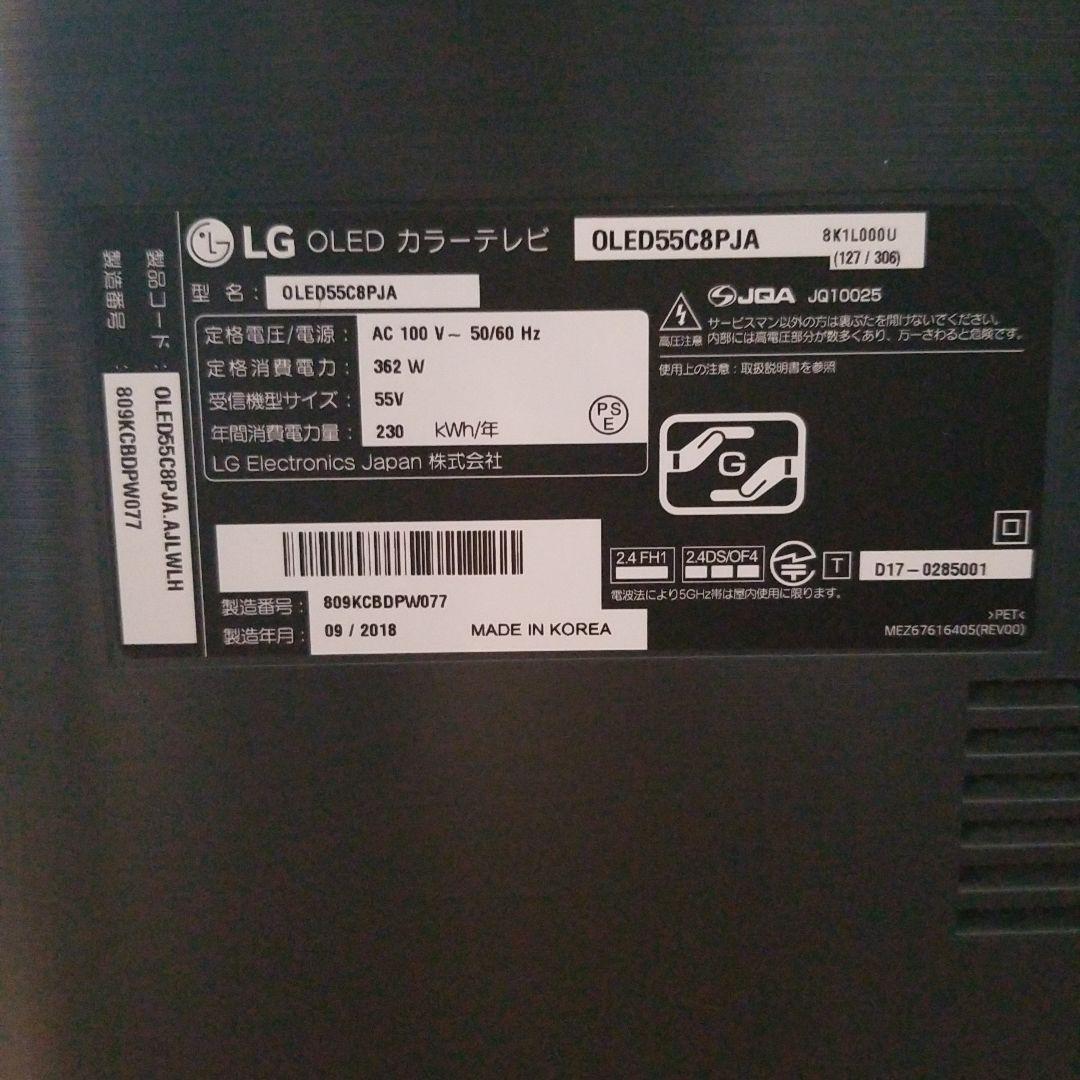 LG OLED カラーテレビ
OLED55C8PJA 8K1L000U
(127 / 306)
型 名 : OLED55C8PJA
定格電圧/電源 : AC 100 V～ 50/60 Hz
定格消費電力 : 362 W
受信機型サイズ : 55V
年間消費電力量 : 230 kWh/年
PS
E
LG Electronics Japan 株式会社
JQA JQ10025
高圧注意
サービスマン以外の方は裏ぶたを開けないでください。
内部には高電圧部分が数多くあり、万一さわると危険です。
使用上の注意 : 取扱説明書を参照
G
製品コード : OLED55C8PJA.AJLWLH
製造番号 : 809KCBDPW077
製造番号 : 809KCBDPW077
製造年月 : 09 / 2018 MADE IN KOREA
2.4 FH1 2.4DS/OF4 T D17-0285001
電波法により5GHz帯は屋内使用に限ります。
>PET<
MEZ67616405(REV00)